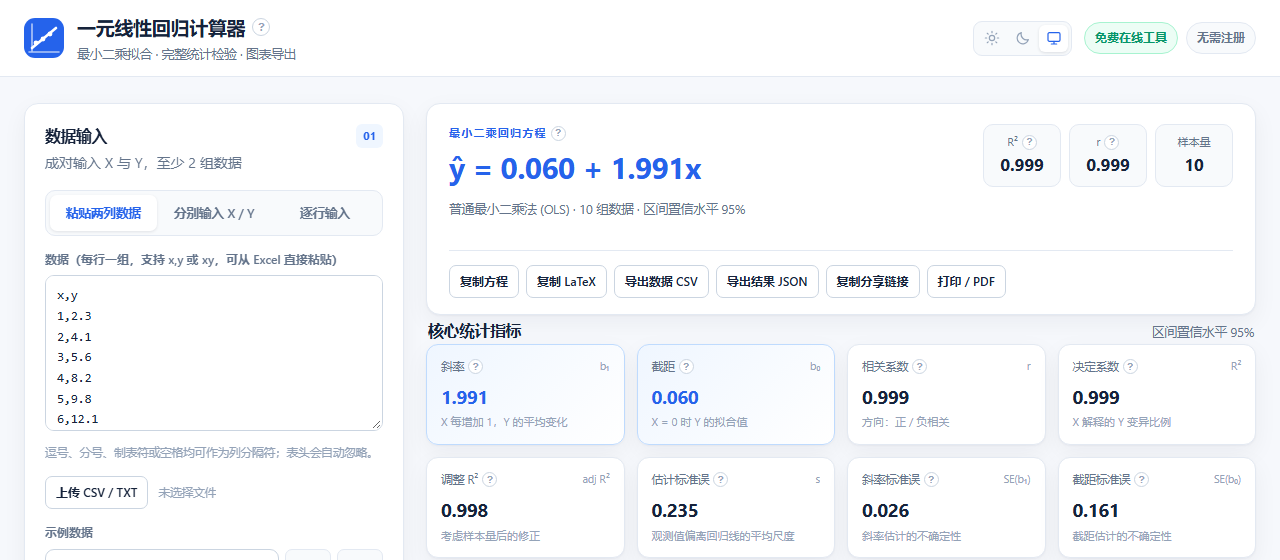 一元线性回归计算器 ?
最小二乘拟合 · 完整统计检验 · 图表导出
免费在线工具
无需注册
数据输入
01
成对输入 X 与 Y，至少 2 组数据
粘贴两列数据
分别输入 X / Y
逐行输入
数据（每行一组，支持 x,y 或 xy，可从 Excel 直接粘贴）
x,y
1,2.3
2,4.1
3,5.6
4,8.2
5,9.8
6,12.1
逗号、分号、制表符或空格均可作为列分隔符；表头会自动忽略。
上传 CSV / TXT
未选择文件
示例数据
最小二乘回归方程 ?
ŷ = 0.060 + 1.991x
普通最小二乘法 (OLS) · 10 组数据 · 区间置信水平 95%
R² ?
0.999
r ?
0.999
样本量
10
复制方程
复制 LaTeX
导出数据 CSV
导出结果 JSON
复制分享链接
打印 / PDF
核心统计指标
区间置信水平 95%
斜率 ?
b₁
1.991
X 每增加 1，Y 的平均变化
截距 ?
b₀
0.060
X = 0 时 Y 的拟合值
相关系数 ?
r
0.999
方向：正 / 负相关
决定系数 ?
R²
0.999
X 解释的 Y 变异比例
调整 R² ?
adj R²
0.998
考虑样本量后的修正
估计标准误 ?
s
0.235
观测值偏离回归线的平均尺度
斜率标准误 ?
SE(b₁)
0.026
斜率估计的不确定性
截距标准误 ?
SE(b₀)
0.161
截距估计的不确定性